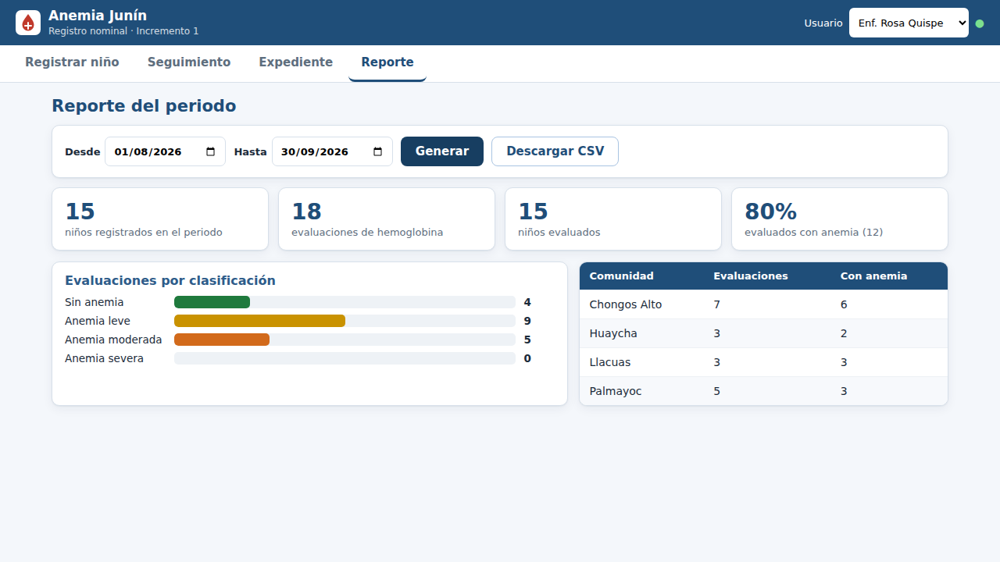 Anemia Junín
Registro nominal · Incremento 1
Usuario Enf. Rosa Quispe
Registrar niño Seguimiento Expediente Reporte
Reporte del periodo
Desde 01/08/2026 Hasta 30/09/2026 Generar Descargar CSV
15 18 15 80%
niños registrados en el periodo evaluaciones de hemoglobina niños evaluados evaluados con anemia (12)
Evaluaciones por clasificación
Sin anemia 4
Anemia leve 9
Anemia moderada 5
Anemia severa 0
Comunidad Evaluaciones Con anemia
Chongos Alto 7 6
Huaycha 3 2
Llacuas 3 3
Palmayoc 5 3